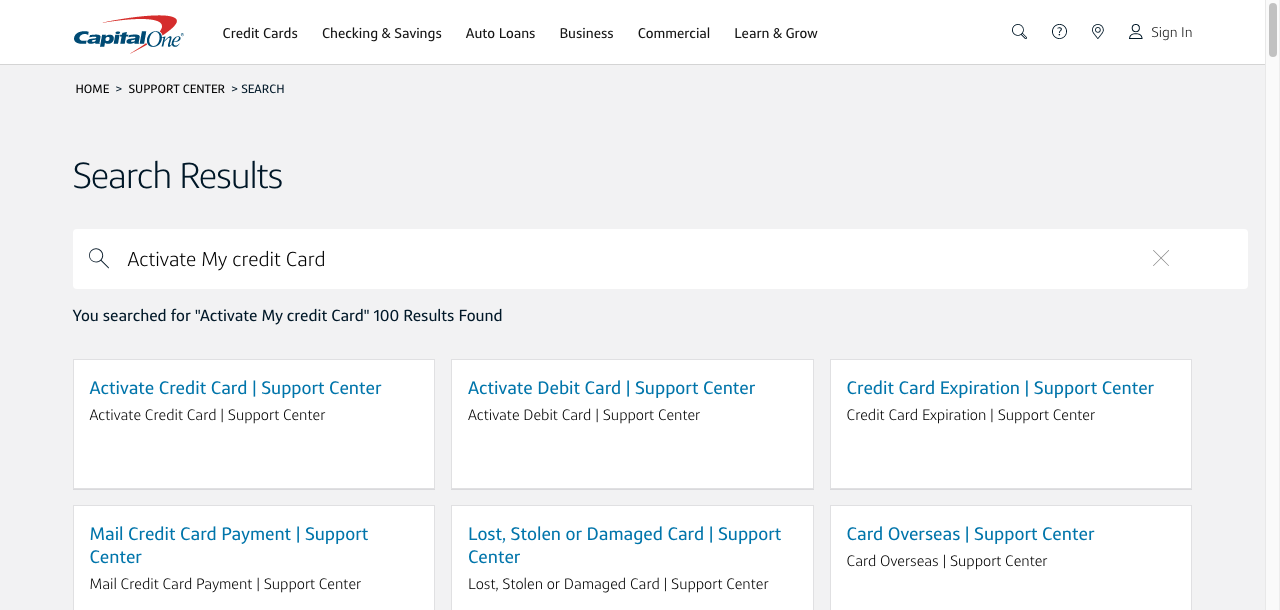 Capital One
Credit Cards
Checking & Savings
Auto Loans
Business
Commercial
Learn & Grow
Sign In
HOME > SUPPORT CENTER > SEARCH
Search Results
Activate My credit Card
You searched for "Activate My credit Card" 100 Results Found
Activate Credit Card | Support Center
Activate Credit Card | Support Center
Activate Debit Card | Support Center
Activate Debit Card | Support Center
Credit Card Expiration | Support Center
Credit Card Expiration | Support Center
Mail Credit Card Payment | Support
Center
Mail Credit Card Payment | Support Center
Lost, Stolen or Damaged Card | Support
Center
Lost, Stolen or Damaged Card | Support Center
Card Overseas | Support Center
Card Overseas | Support Center